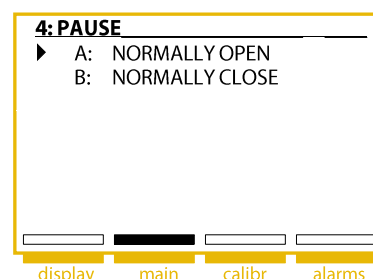 4: PAUSE
A: NORMALLY OPEN
B: NORMALLY CLOSE
display main calibr alarms